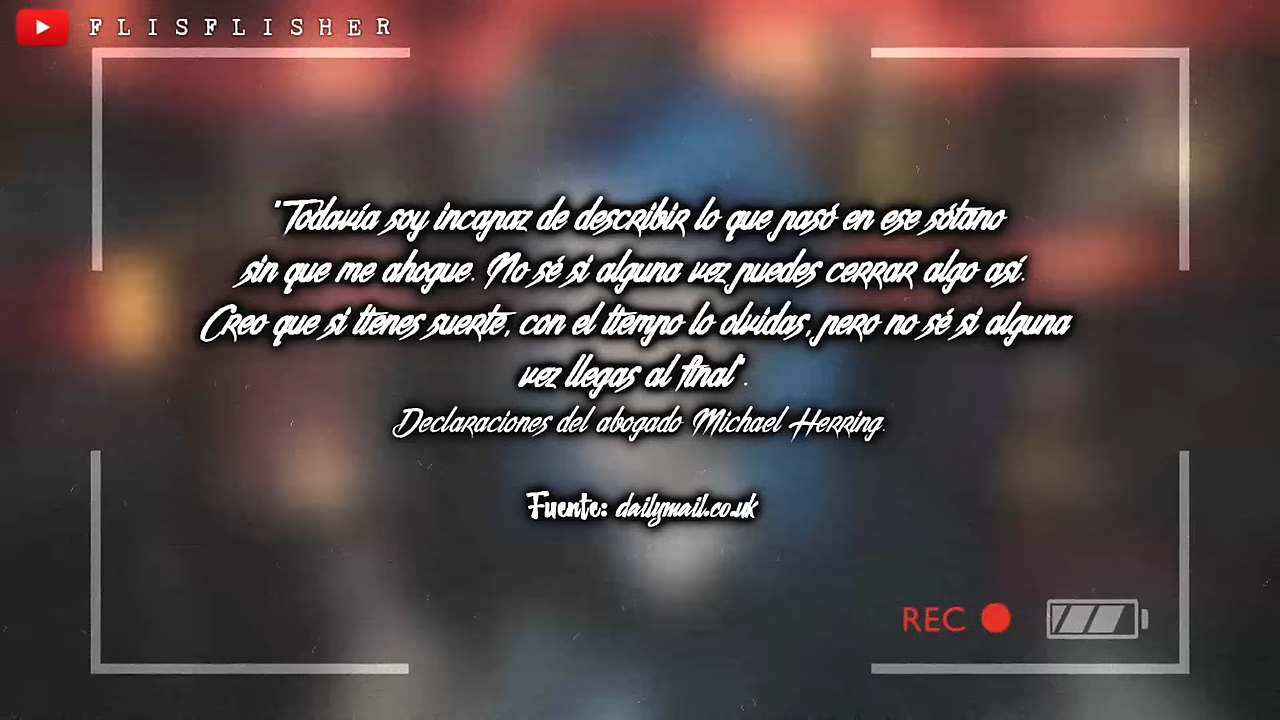 FLISFLISHER
"Todavía soy incapaz de describir lo que pasó en ese sótano
sin que me ahogue. No sé si alguna vez puedes cerrar algo así.
Creo que si tienes suerte, con el tiempo lo olvidas, pero no sé si alguna
vez llegas al final".
Declaraciones del abogado Michael Herring.
Fuente: dailymail.co.uk
REC